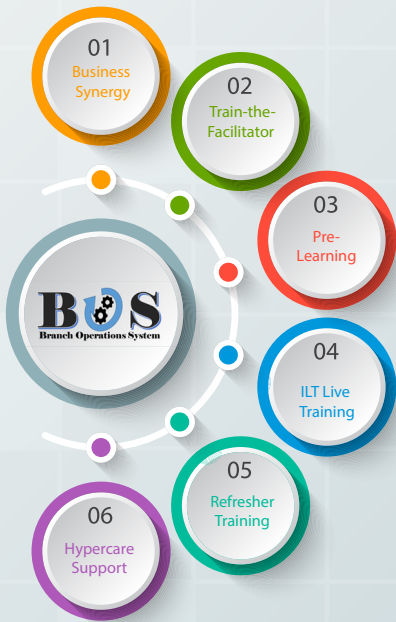 01
Business
Synergy
02
Train-the-
Facilitator
03
Pre-
Learning
BOS
Branch Operations System
04
ILT Live
Training
05
Refresher
Training
06
Hypercare
Support